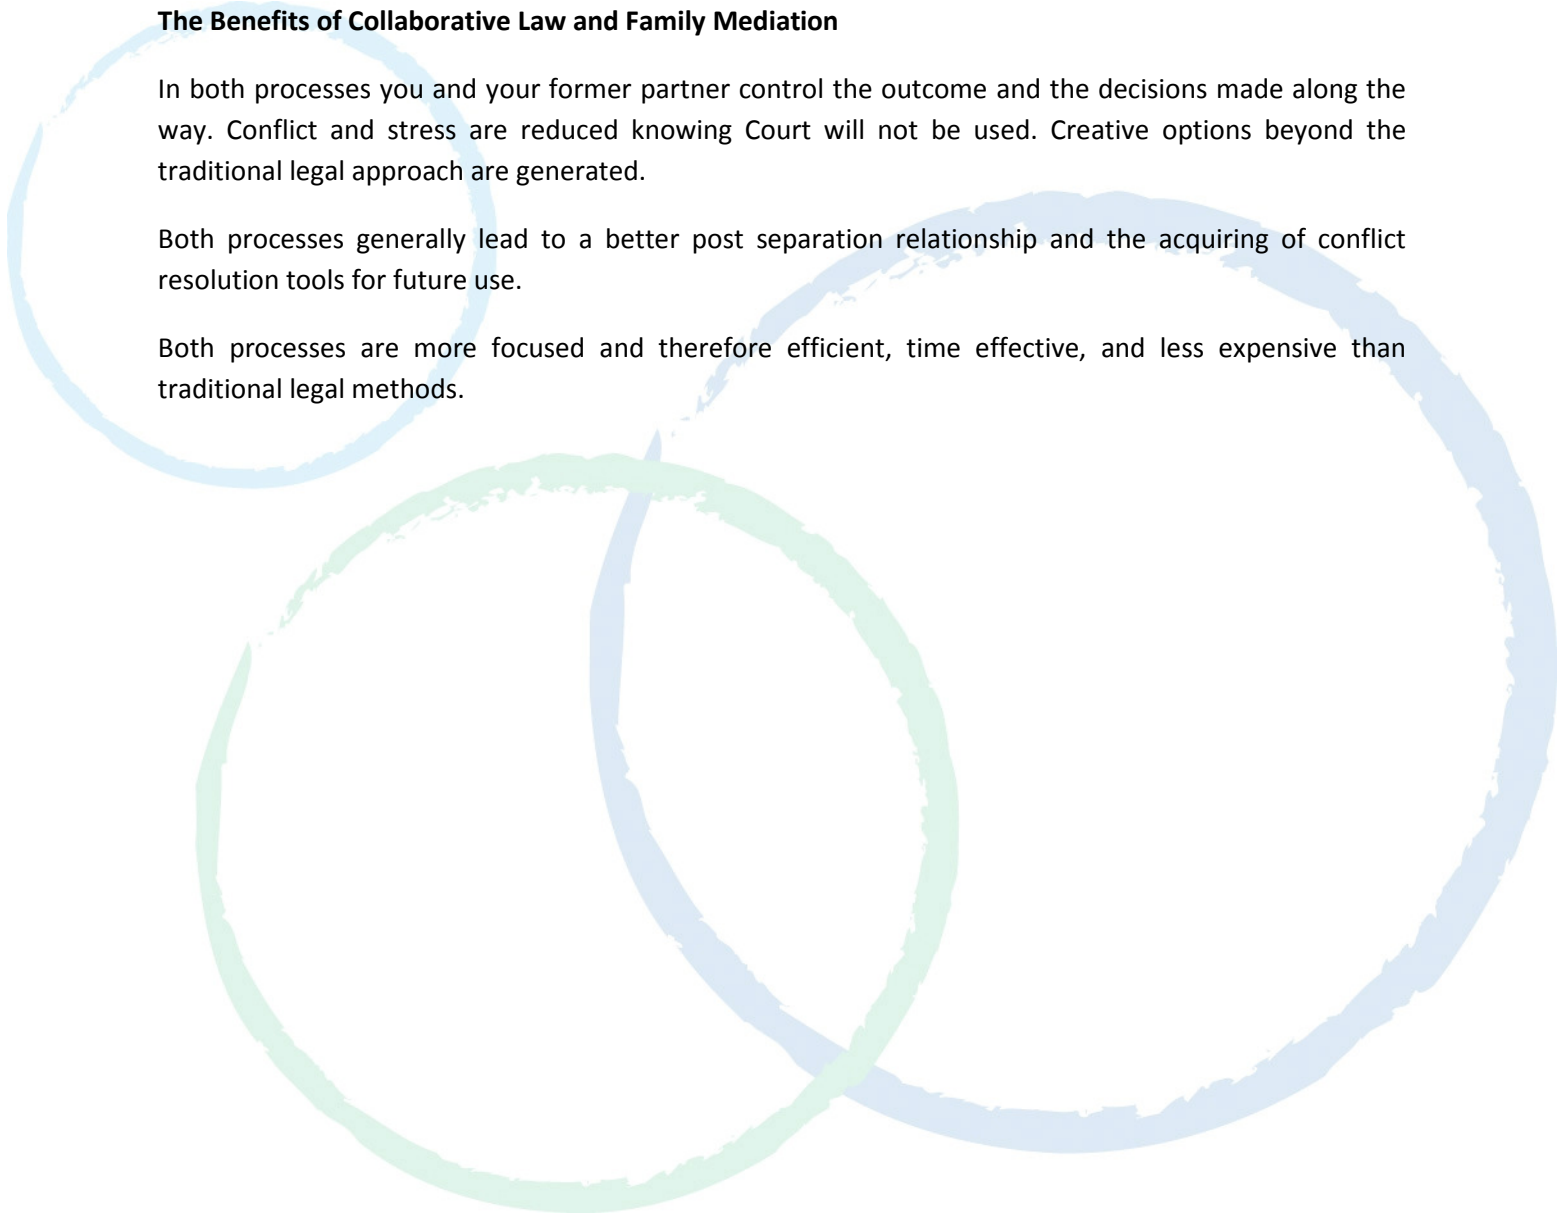 The Benefits of Collaborative Law and Family Mediation
In both processes you and your former partner control the outcome and the decisions made along the
way. Conflict and stress are reduced knowing Court will not be used. Creative options beyond the
traditional legal approach are generated.
Both processes generally lead to a better post separation relationship and the acquiring of conflict
resolution tools for future use.
Both processes are more focused and therefore efficient, time effective, and less expensive than
traditional legal methods.